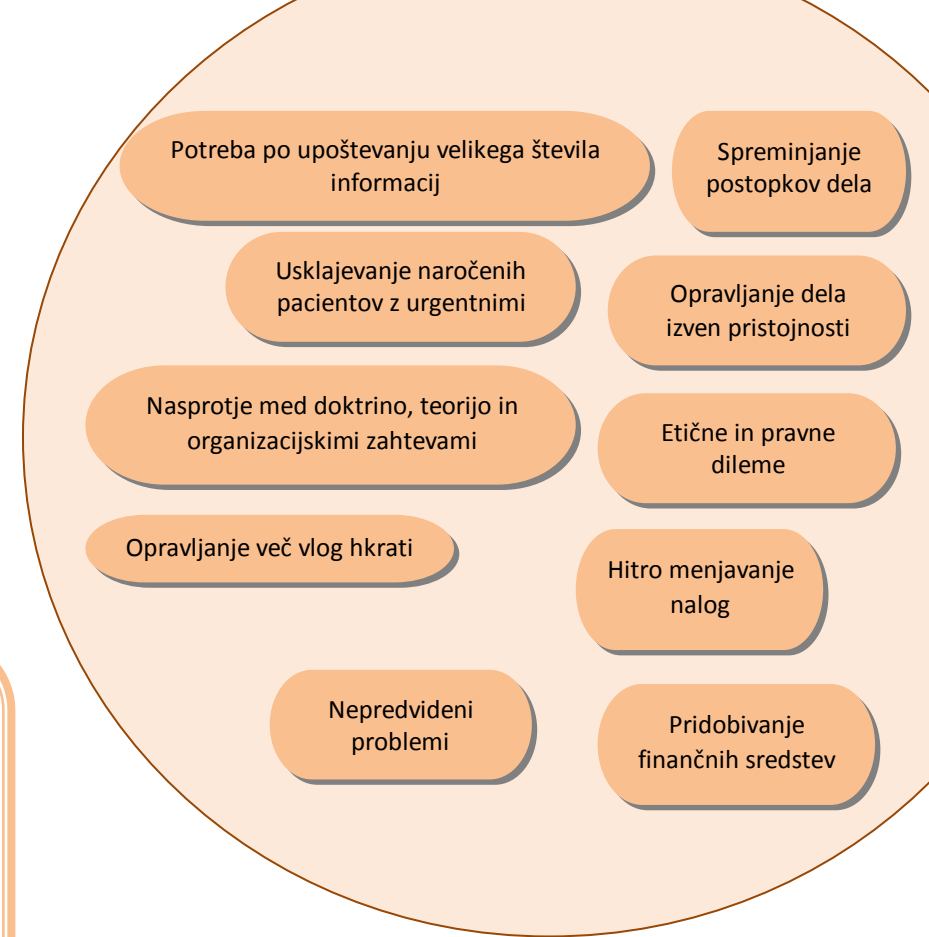 Potreba po upoštevanju velikega števila
informacij
Spreminjanje
postopkov dela
Usklajevanje naročenih
pacientov z urgentnimi
Opravljanje dela
izven pristojnosti
Nasprotje med doktrino, teorijo in
organizacijskimi zahtevami
Etične in pravne
dileme
Opravljanje več vlog hkrati
Hitro menjavanje
nalog
Nepredvideni
problemi
Pridobivanje
finančnih sredstev